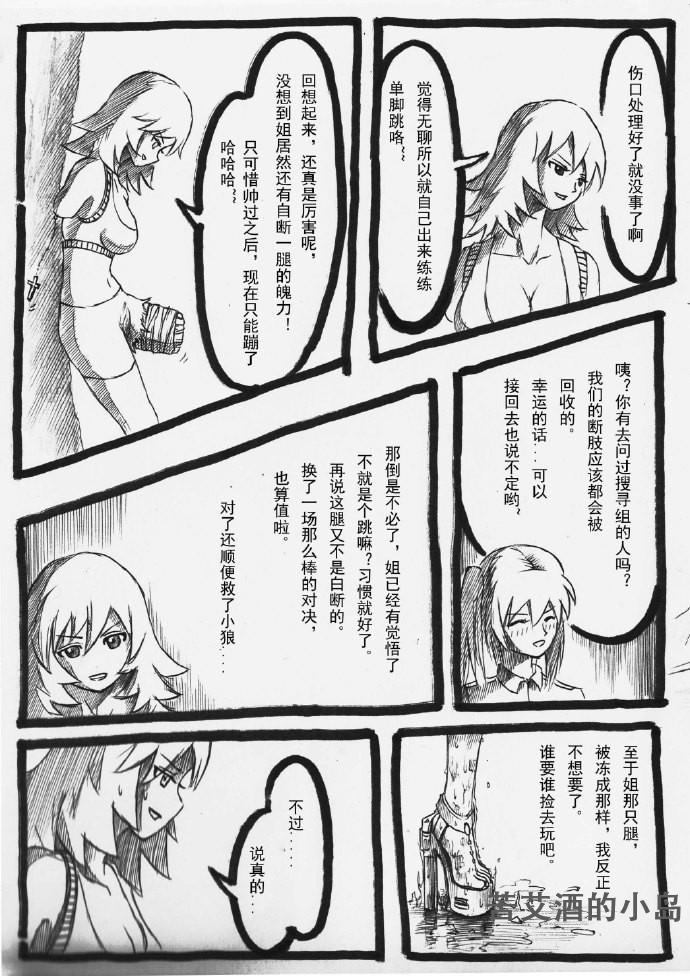 伤口处理好了就没事了啊
觉得无聊所以就自己出来练练
单脚跳咯~
回想起来，还真是厉害呢，
没想到姐居然还有自断一腿的魄力！
只可惜帅过之后，现在只能蹦了
哈哈哈~
咦？你有去问过搜寻组的人吗？
我们的断肢应该都会被
回收的。
幸运的话...可以
接回去也说不定哟~
那倒是不必了，姐已经有觉悟了
不就是个跳嘛？习惯就好了。
再说这腿又不是白断的。
换了一场那么棒的对决，
也算值啦。
...对了还顺便救了小狼....
至于姐那只腿，
被冻成那样，我反正
不想要了。
谁要谁捡去玩吧。
不过.....
说真的...
艾酒的小岛